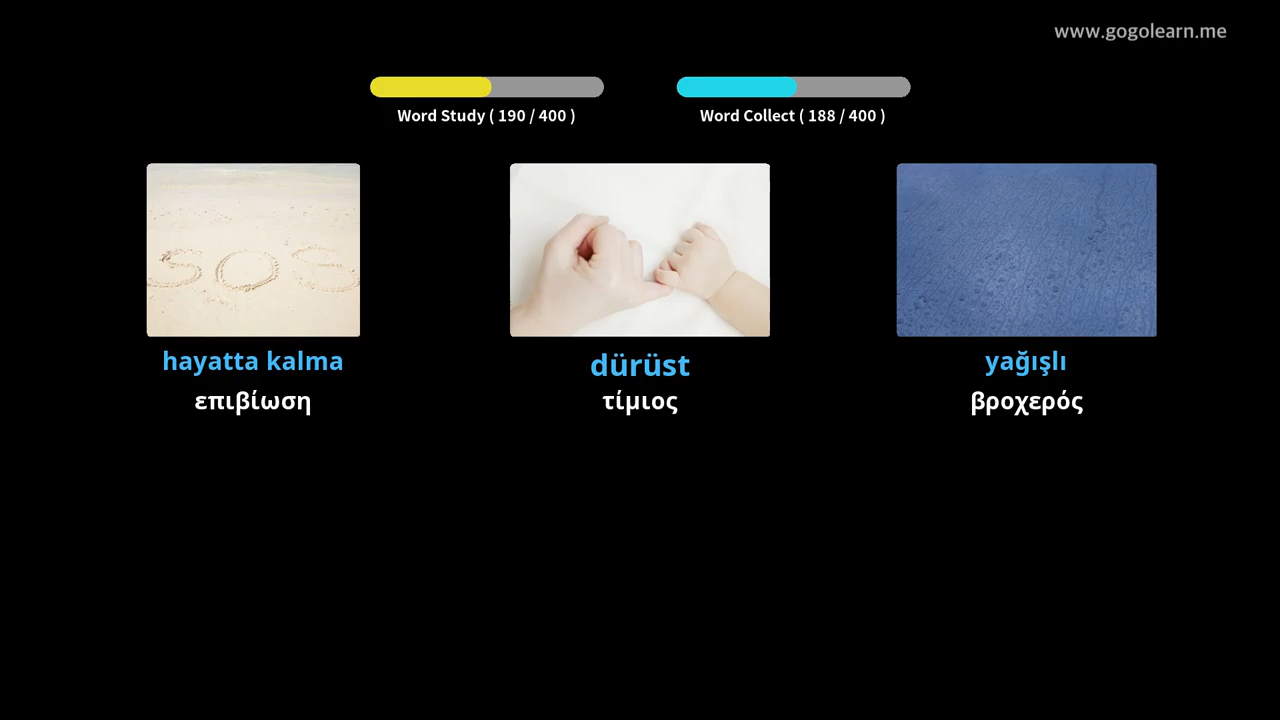 www.gogolearn.me
Word Study ( 190 / 400 )
Word Collect ( 188 / 400 )
SOS
hayatta kalma
επιβίωση
dürüst
τίμιος
yağışlı
βροχερός